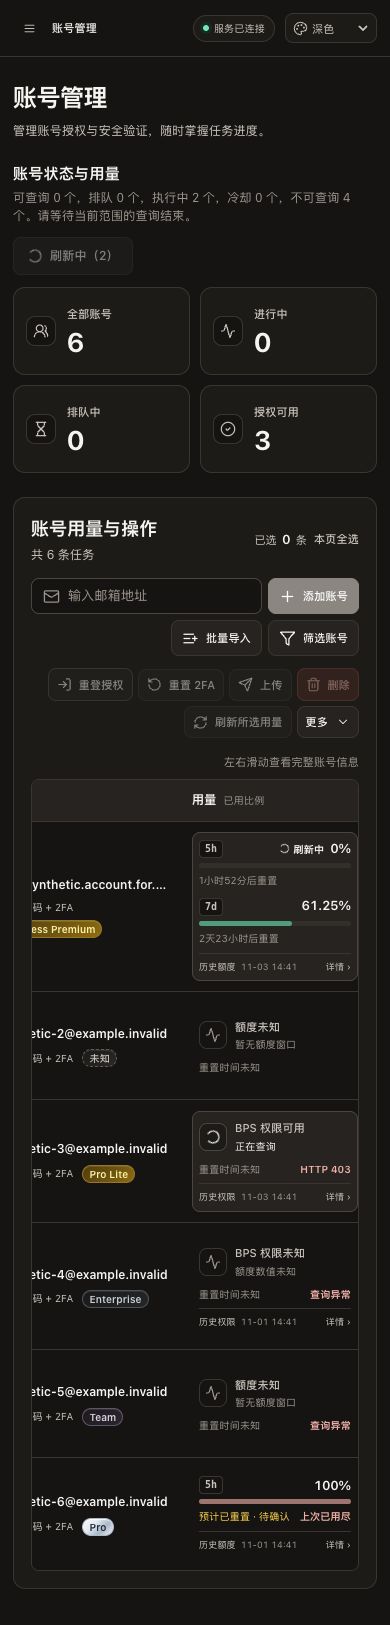 账号管理
服务已连接
深色
账号管理
管理账号授权与安全验证，随时掌握任务进度。
账号状态与用量
可查询 0 个，排队 0 个，执行中 2 个，冷却 0 个，不可查询 4
个。请等待当前范围的查询结束。
刷新中（2）
全部账号
6
进行中
0
排队中
0
授权可用
3
账号用量与操作
共 6 条任务
已选 0 条 本页全选
输入邮箱地址
添加账号
批量导入
筛选账号
重登授权
重置 2FA
上传
删除
刷新所选用量
更多
左右滑动查看完整账号信息
用量 已用比例
ynthetic.account.for....
码 + 2FA
ess Premium
5h 刷新中 0%
1小时52分后重置
7d 61.25%
2天23小时后重置
历史额度 11-03 14:41 详情 ›
etic-2@example.invalid
码 + 2FA 未知
额度未知
暂无额度窗口
重置时间未知
etic-3@example.invalid
码 + 2FA Pro Lite
BPS 权限可用
正在查询
重置时间未知 HTTP 403
历史权限 11-03 14:41 详情 ›
etic-4@example.invalid
码 + 2FA Enterprise
BPS 权限未知
额度数值未知
重置时间未知 查询异常
历史权限 11-01 14:41 详情 ›
etic-5@example.invalid
码 + 2FA Team
额度未知
暂无额度窗口
重置时间未知 查询异常
etic-6@example.invalid
码 + 2FA Pro
5h 100%
预计已重置 · 待确认 上次已用尽
历史额度 11-01 14:41 详情 ›